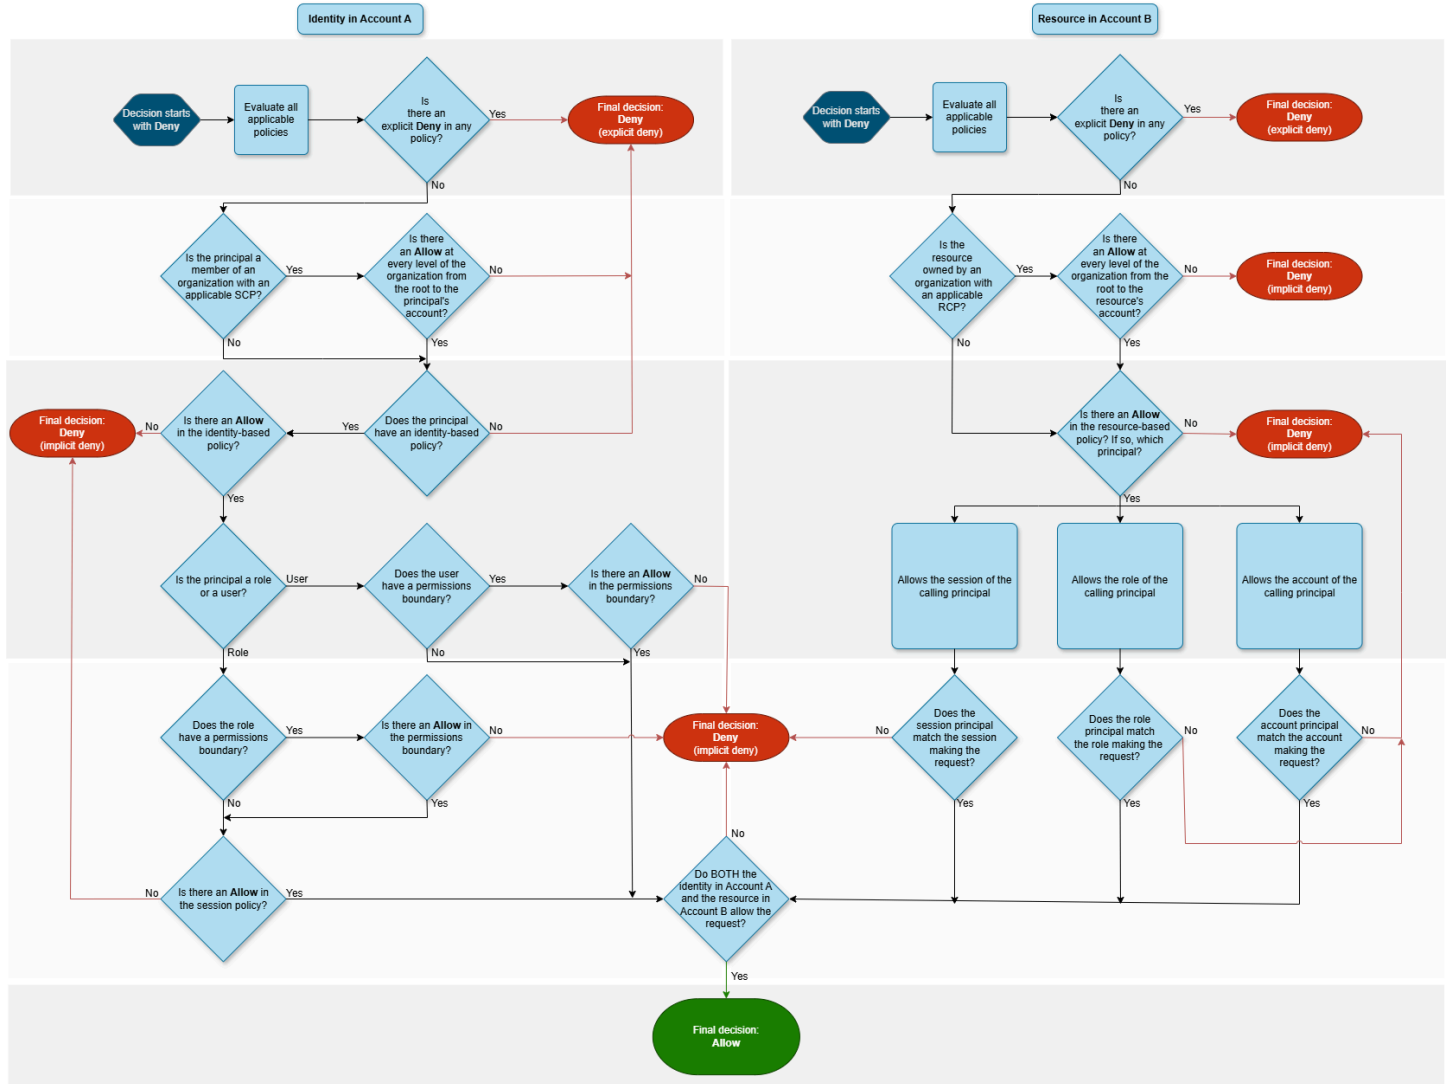 Identity in Account A
Resource in Account B
Decision starts
with Deny
Evaluate all
applicable
policies
Is
there an
explicit Deny in any
policy?
Yes
Final decision:
Deny
(explicit deny)
No
Decision starts
with Deny
Evaluate all
applicable
policies
Is
there an
explicit Deny in any
policy?
Yes
Final decision:
Deny
(explicit deny)
No
Is the principal a
member of an
organization with an
applicable SCP?
Yes
Is there
an Allow at
every level of the
organization from
the root to the
principal's
account?
No
No
Yes
Is the
resource
owned by an
organization with
an applicable
RCP?
Yes
Is there
an Allow at
every level of the
organization from the
root to the
resource's
account?
No
Final decision:
Deny
(implicit deny)
No
Yes
Final decision:
Deny
(implicit deny)
No
Is there an Allow
in the identity-based
policy?
Yes
Does the principal
have an identity-based
policy?
No
Yes
Is there an Allow
in the resource-based
policy? If so, which
principal?
No
Final decision:
Deny
(implicit deny)
Yes
Is the principal a role
or a user?
User
Does the user
have a permissions
boundary?
Yes
Is there an Allow
in the permissions
boundary?
No
Role
No
Yes
Allows the session of the
calling principal
Allows the role of the
calling principal
Allows the account of the
calling principal
Does the role
have a permissions
boundary?
Yes
Is there an Allow in
the permissions
boundary?
No
Final decision:
Deny
(implicit deny)
No
Yes
No
Does the
session principal
match the session
making the
request?
Yes
Does the role
principal match
the role making the
request?
No
Yes
Does the
account principal
match the account
making the
request?
No
Yes
No
Is there an Allow in
the session policy?
Yes
No
Do BOTH the
identity in Account A
and the resource in
Account B allow the
request?
Yes
Final decision:
Allow